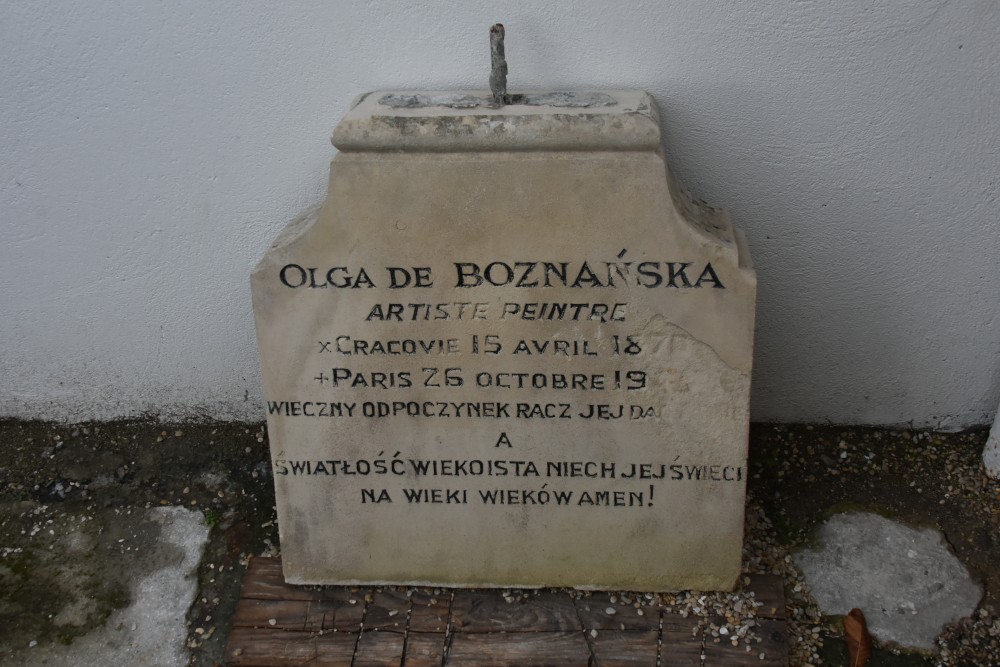 OLGA DE BOZNAŃSKA
ARTISTE PEINTRE
×CRACOVIE 15 AVRIL 18
+PARIS 26 OCTOBRE 19
WIECZNY ODPOCZYNEK RACZ JEJ
A
ŚWIATŁOŚĆ WIEKOISTA NIECH JEJ ŚWIECI
NA WIEKI WIEKÓW AMEN!